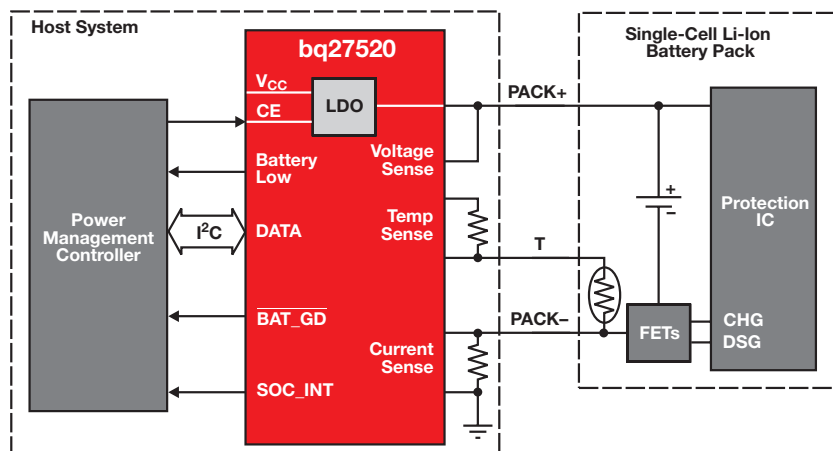 Host System
bq27520
Single-Cell Li-Ion
Battery Pack
VCC
CE
LDO
PACK+
Battery
Low
Voltage
Sense
Power
Management
Controller
I²C
DATA
Temp
Sense
T
+
–
Protection
IC
BAT_GD
PACK–
Current
Sense
FETs
CHG
DSG
SOC_INT